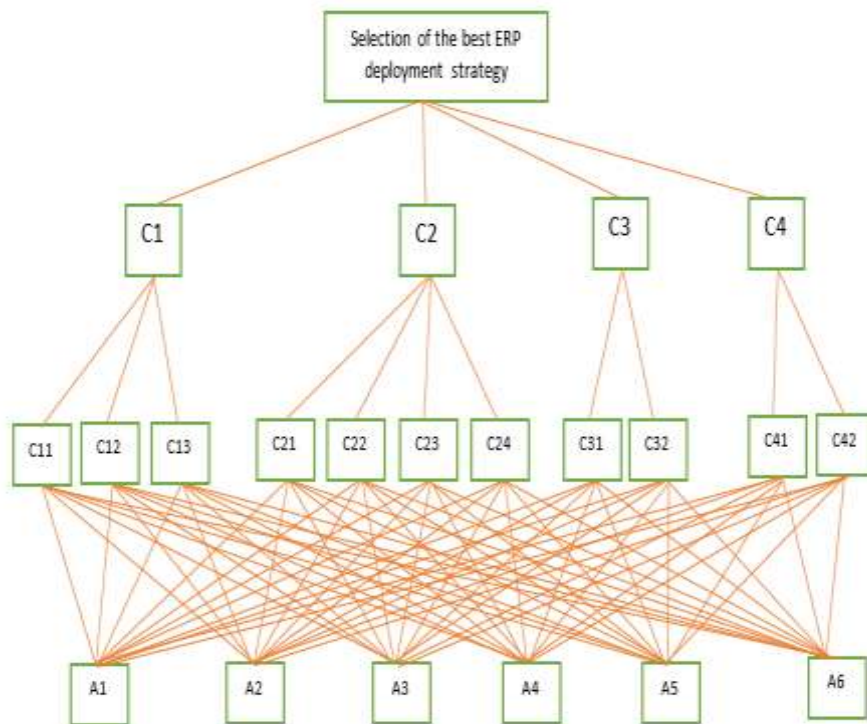 Selection of the best ERP
deployment strategy
C1
C2
C3
C4
C11
C12
C13
C21
C22
C23
C24
C31
C32
C41
C42
A1
A2
A3
A4
A5
A6